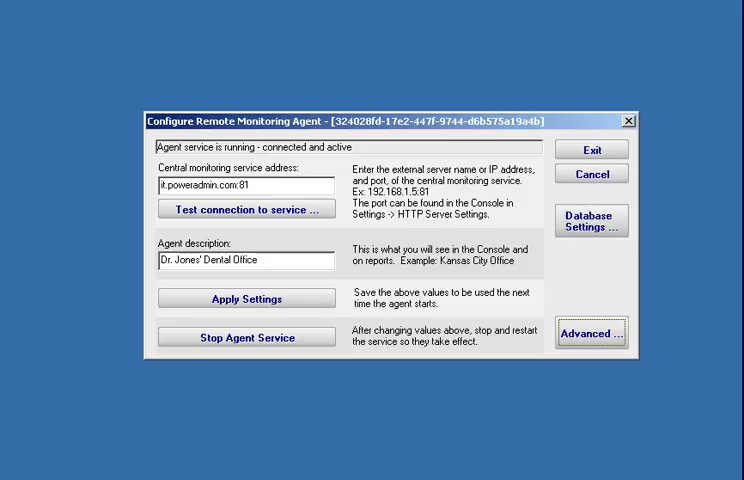 Configure Remote Monitoring Agent - [324028fd-17e2-447f-9744-d6b575a19a4b]
Agent service is running - connected and active
Exit
Cancel
Central monitoring service address:
it.poweradmin.com:81
Test connection to service ...
Enter the external server name or IP address,
and port, of the central monitoring service.
Ex: 192.168.1.5:81
The port can be found in the Console in
Settings -> HTTP Server Settings.
Database
Settings ...
Agent description:
Dr. Jones' Dental Office
This is what you will see in the Console and
on reports. Example: Kansas City Office
Apply Settings
Save the above values to be used the next
time the agent starts.
Stop Agent Service
After changing values above, stop and restart
the service so they take effect.
Advanced ...